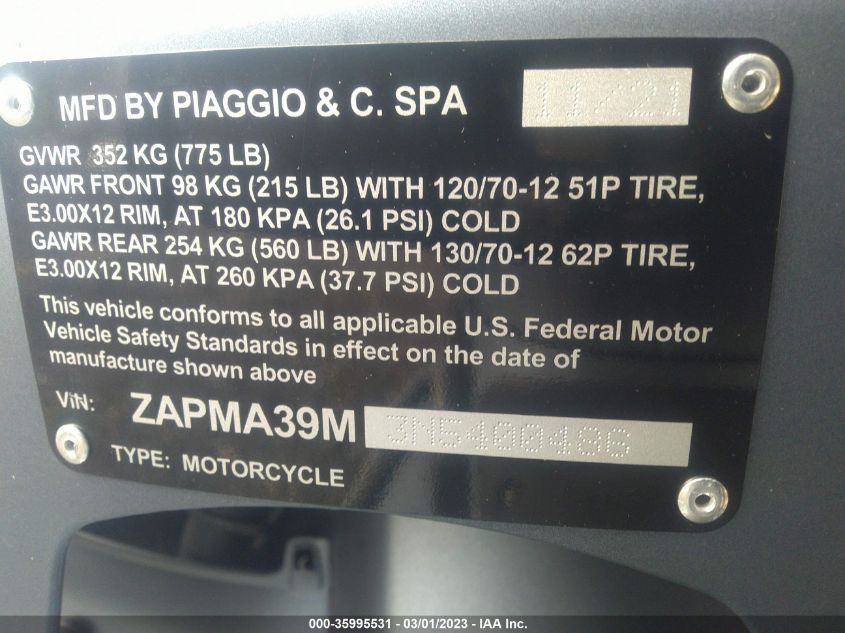 MFD BY PIAGGIO & C. SPA 11/21
GVWR 352 KG (775 LB)
GAWR FRONT 98 KG (215 LB) WITH 120/70-12 51P TIRE,
E3.00X12 RIM, AT 180 KPA (26.1 PSI) COLD
GAWR REAR 254 KG (560 LB) WITH 130/70-12 62P TIRE,
E3.00X12 RIM, AT 260 KPA (37.7 PSI) COLD
This vehicle conforms to all applicable U.S. Federal Motor
Vehicle Safety Standards in effect on the date of
manufacture shown above
VIN: ZAPMA39M 3N5400486
TYPE: MOTORCYCLE
000-35995531 - 03/01/2023 - IAA Inc.